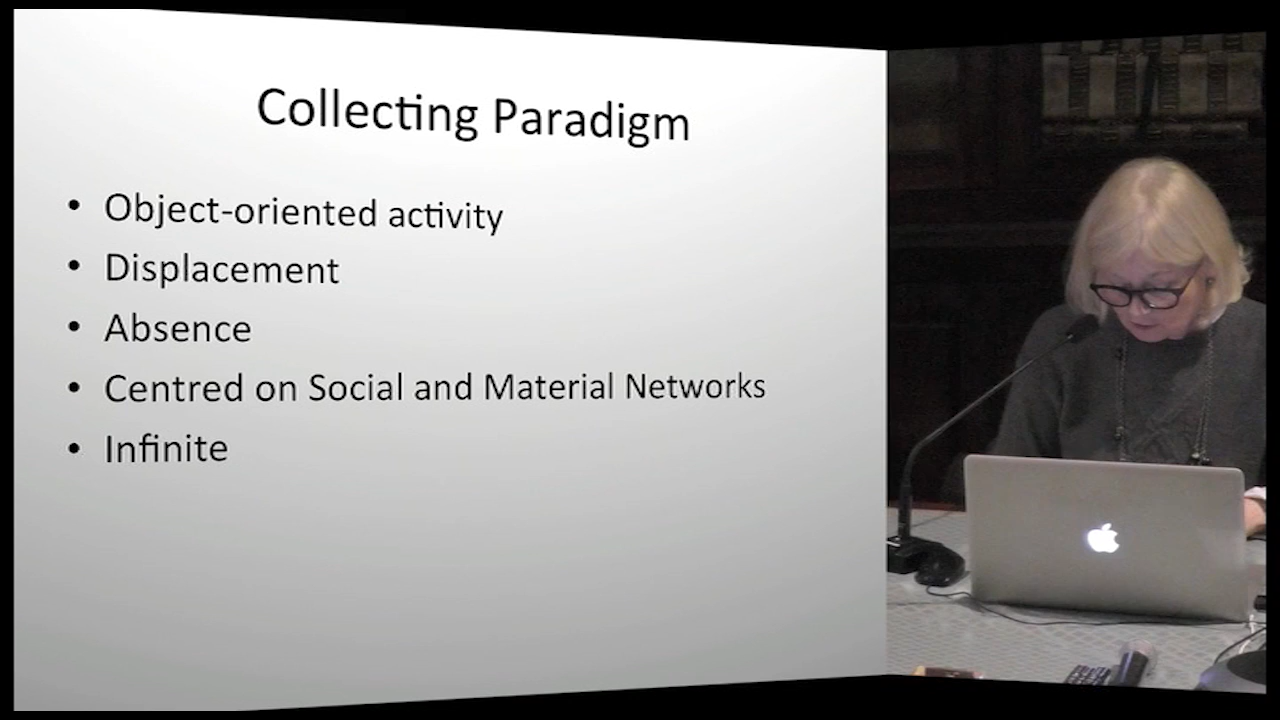 Collecting Paradigm
• Object-oriented activity
• Displacement
• Absence
• Centred on Social and Material Networks
• Infinite